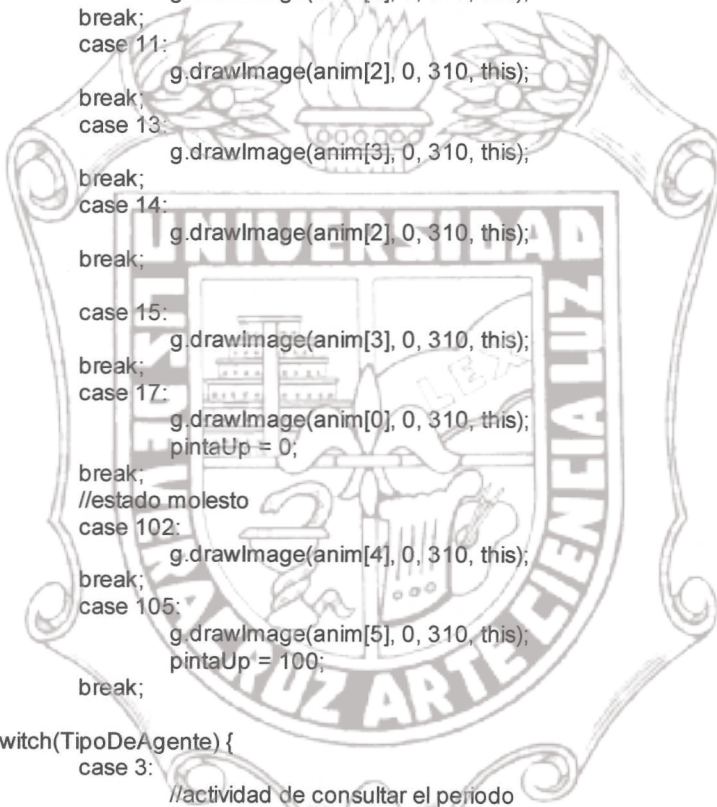 break;
case 11:
g.drawImage(anim[2], 0, 310, this);
break;
case 13:
g.drawImage(anim[3], 0, 310, this);
break;
case 14:
g.drawImage(anim[2], 0, 310, this);
break;
case 15:
g.drawImage(anim[3], 0, 310, this);
break;
case 17:
g.drawImage(anim[0], 0, 310, this);
pintaUp = 0;
break;
//estado molesto
case 102:
g.drawImage(anim[4], 0, 310, this);
break;
case 105:
g.drawImage(anim[5], 0, 310, this);
pintaUp = 100;
break;
witch(TipoDeAgente) {
case 3:
//actividad de consultar el periodo
UNIVERSIDAD
LEX
CRUZ ARTE CIENCIA LUZ